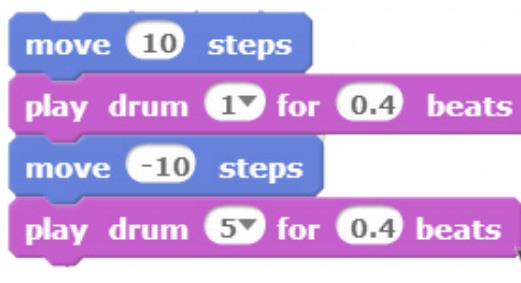 move 10 steps
play drum 1 for 0.4 beats
move -10 steps
play drum 5 for 0.4 beats